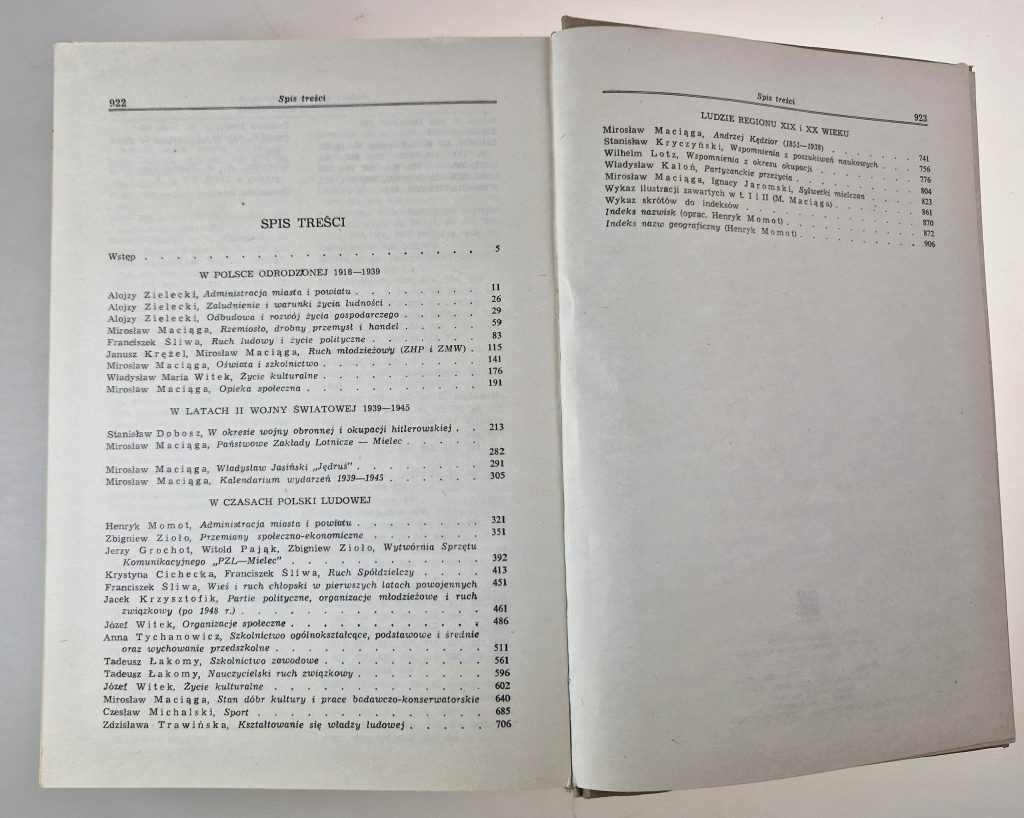 922 Spis treści
SPIS TREŚCI
Wstęp . . . . . . . . . . . . . . . . . . . 5
W POLSCE ODRODZONEJ 1918—1939
Alojzy Zielecki, Administracja miasta i powiatu . . . . . . . . 11
Alojzy Zielecki, Zaludnienie i warunki życia ludności . . . . . . 26
Alojzy Zielecki, Odbudowa i rozwój życia gospodarczego . . . . . 29
Mirosław Maciąga, Rzemiosło, drobny przemysł i handel . . . . . 59
Franciszek Śliwa, Ruch ludowy i życie polityczne . . . . . . . 83
Janusz Krężel, Mirosław Maciąga, Ruch młodzieżowy (ZHP i ZMW) . 115
Mirosław Maciąga, Oświata i szkolnictwo . . . . . . . . . . 141
Władysław Maria Witek, Życie kulturalne . . . . . . . . . . 176
Mirosław Maciąga, Opieka społeczna . . . . . . . . . . . 191
W LATACH II WOJNY ŚWIATOWEJ 1939—1945
Stanisław Dobosz, W okresie wojny obronnej i okupacji hitlerowskiej . . 213
Mirosław Maciąga, Państwowe Zakłady Lotnicze — Mielec . . . . .
282
Mirosław Maciąga, Władysław Jasiński „Jędruś” . . . . . . . . 291
Mirosław Maciąga, Kalendarium wydarzeń 1939—1945 . . . . . . 305
W CZASACH POLSKI LUDOWEJ
Henryk Momot, Administracja miasta i powiatu . . . . . . . . 321
Zbigniew Zioło, Przemiany społeczno-ekonomiczne . . . . . . . 351
Jerzy Grochot, Witold Pająk, Zbigniew Zioło, Wytwórnia Sprzętu
Komunikacyjnego „PZL—Mielec” . . . . . . . . . . . . 392
Krystyna Cichecka, Franciszek Śliwa, Ruch Spółdzielczy . . . . 413
Franciszek Śliwa, Wieś i ruch chłopski w pierwszych latach powojennych 451
Jacek Krzysztofik, Partie polityczne, organizacje młodzieżowe i ruch
związkowy (po 1948 r.) . . . . . . . . . . . . . . . 461
Józef Witek, Organizacje społeczne . . . . . . . . . . . . 486
Anna Tychanowicz, Szkolnictwo ogólnokształcące, podstawowe i średnie
oraz wychowanie przedszkolne . . . . . . . . . . . . . 511
Tadeusz Łakomy, Szkolnictwo zawodowe . . . . . . . . . . 561
Tadeusz Łakomy, Nauczycielski ruch związkowy . . . . . . . . 596
Józef Witek, Życie kulturalne . . . . . . . . . . . . . 602
Mirosław Maciąga, Stan dóbr kultury i prace badawczo-konserwatorskie 640
Czesław Michalski, Sport . . . . . . . . . . . . . . 685
Zdzisława Trawińska, Kształtowanie się władzy ludowej . . . . . 706
Spis treści 923
LUDZIE REGIONU XIX i XX WIEKU
Mirosław Maciąga, Andrzej Kędzior (1851—1938) . . . . . . . 741
Stanisław Kryczyński, Wspomnienia z poszukiwań naukowych . . . 756
Wilhelm Lotz, Wspomnienia z okresu okupacji . . . . . . . . 776
Władysław Kałoń, Partyzanckie przeżycia . . . . . . . . . . 804
Mirosław Maciąga, Ignacy Jaromski, Sylwetki mielczan . . . . . 823
Wykaz ilustracji zawartych w t. I i II (M. Maciąga) . . . . . . . 861
Wykaz skrótów do indeksów . . . . . . . . . . . . . 870
Indeks nazwisk (oprac. Henryk Momot) . . . . . . . . . . 872
Indeks nazw geograficzny (Henryk Momot) . . . . . . . . . 906